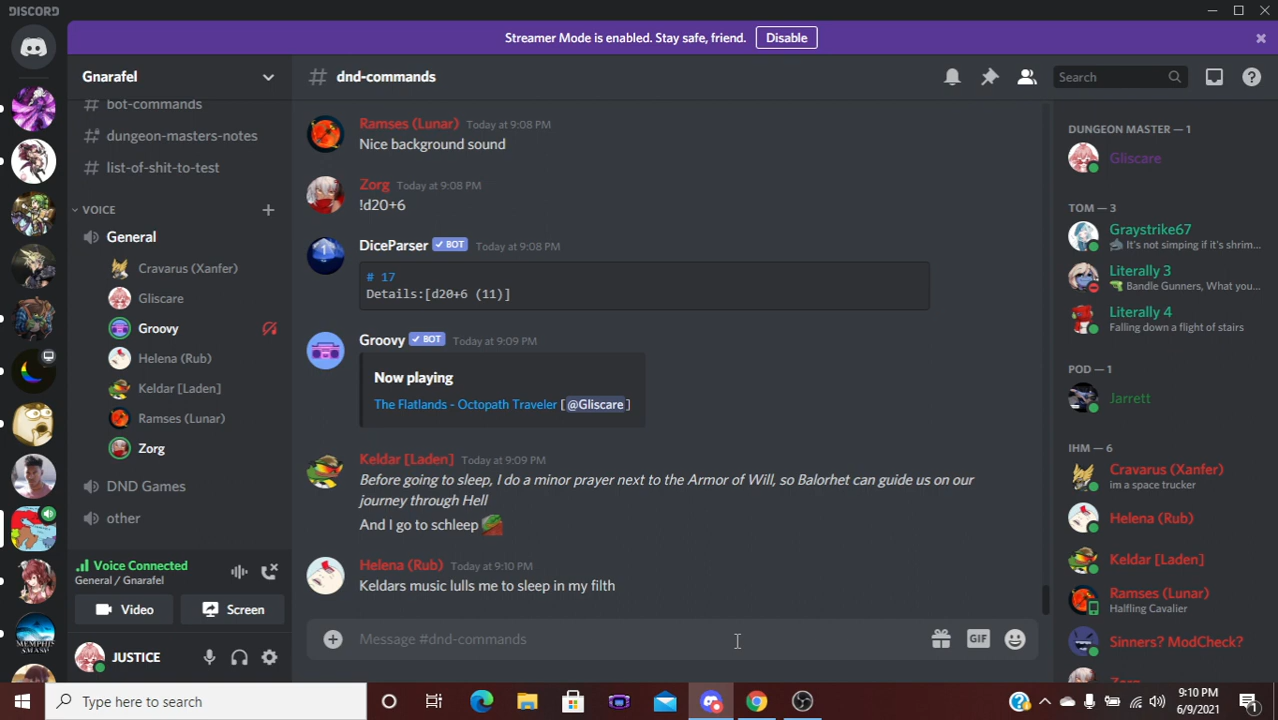 DISCORD
Streamer Mode is enabled. Stay safe, friend. Disable
Gnarafel
# bot-commands
# dungeon-masters-notes
# list-of-shit-to-test
VOICE
General
Cravarus (Xanfer)
Gliscare
Groovy
Helena (Rub)
Keldar [Laden]
Ramses (Lunar)
Zorg
DND Games
other
Voice Connected
General / Gnarafel
Video
Screen
JUSTICE
# dnd-commands
Search
Ramses (Lunar) Today at 9:08 PM
Nice background sound
Zorg Today at 9:08 PM
!d20+6
DiceParser ✓ BOT Today at 9:08 PM
# 17
Details:[d20+6 (11)]
Groovy ✓ BOT Today at 9:09 PM
Now playing
The Flatlands - Octopath Traveler [ @Gliscare ]
Keldar [Laden] Today at 9:09 PM
Before going to sleep, I do a minor prayer next to the Armor of Will, so Balorhet can guide us on our
journey through Hell
And I go to schleep
Helena (Rub) Today at 9:10 PM
Keldars music lulls me to sleep in my filth
Message #dnd-commands
GIF
DUNGEON MASTER — 1
Gliscare
TOM — 3
Graystrike67
It's not simping if it's shrim...
Literally 3
Bandle Gunners, What you...
Literally 4
Falling down a flight of stairs
POD — 1
Jarrett
IHM — 6
Cravarus (Xanfer)
im a space trucker
Helena (Rub)
Keldar [Laden]
Ramses (Lunar)
Halfling Cavalier
Sinners? ModCheck?
Zorg
Type here to search
9:10 PM
6/9/2021
1